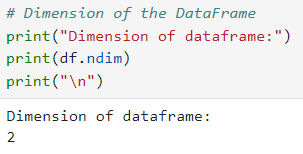 # Dimension of the DataFrame
print("Dimension of dataframe:")
print(df.ndim)
print("\n")
Dimension of dataframe:
2